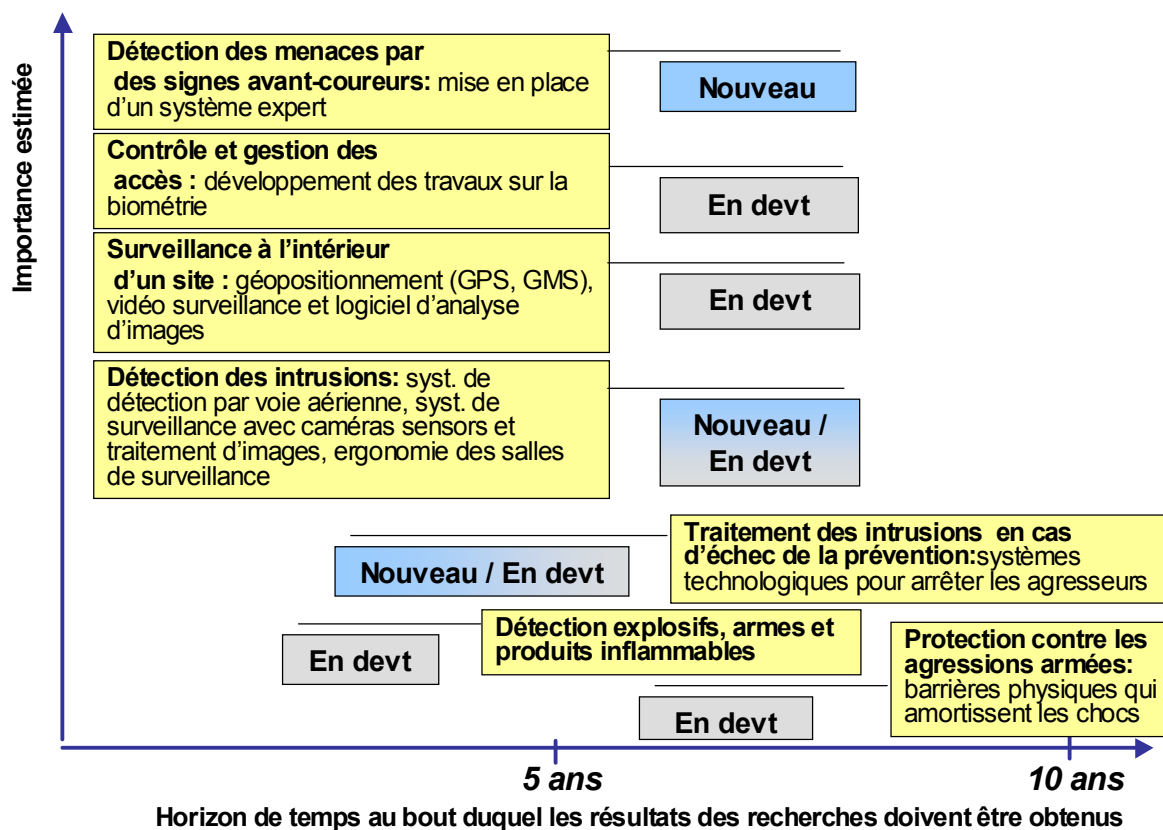 Importance estimée
Détection des menaces par
des signes avant-coureurs: mise en place
d'un système expert
Nouveau
Contrôle et gestion des
accès : développement des travaux sur la
biométrie
En devt
Surveillance à l'intérieur
d'un site : géopositionnement (GPS, GMS),
vidéo surveillance et logiciel d'analyse
d'images
En devt
Détection des intrusions: syst. de
détection par voie aérienne, syst. de
surveillance avec caméras sensors et
traitement d'images, ergonomie des salles
de surveillance
Nouveau /
En devt
Traitement des intrusions en cas
d'échec de la prévention:systèmes
technologiques pour arrêter les agresseurs
Nouveau / En devt
Détection explosifs, armes et
produits inflammables
En devt
Protection contre les
agressions armées:
barrières physiques qui
amortissent les chocs
En devt
5 ans
10 ans
Horizon de temps au bout duquel les résultats des recherches doivent être obtenus